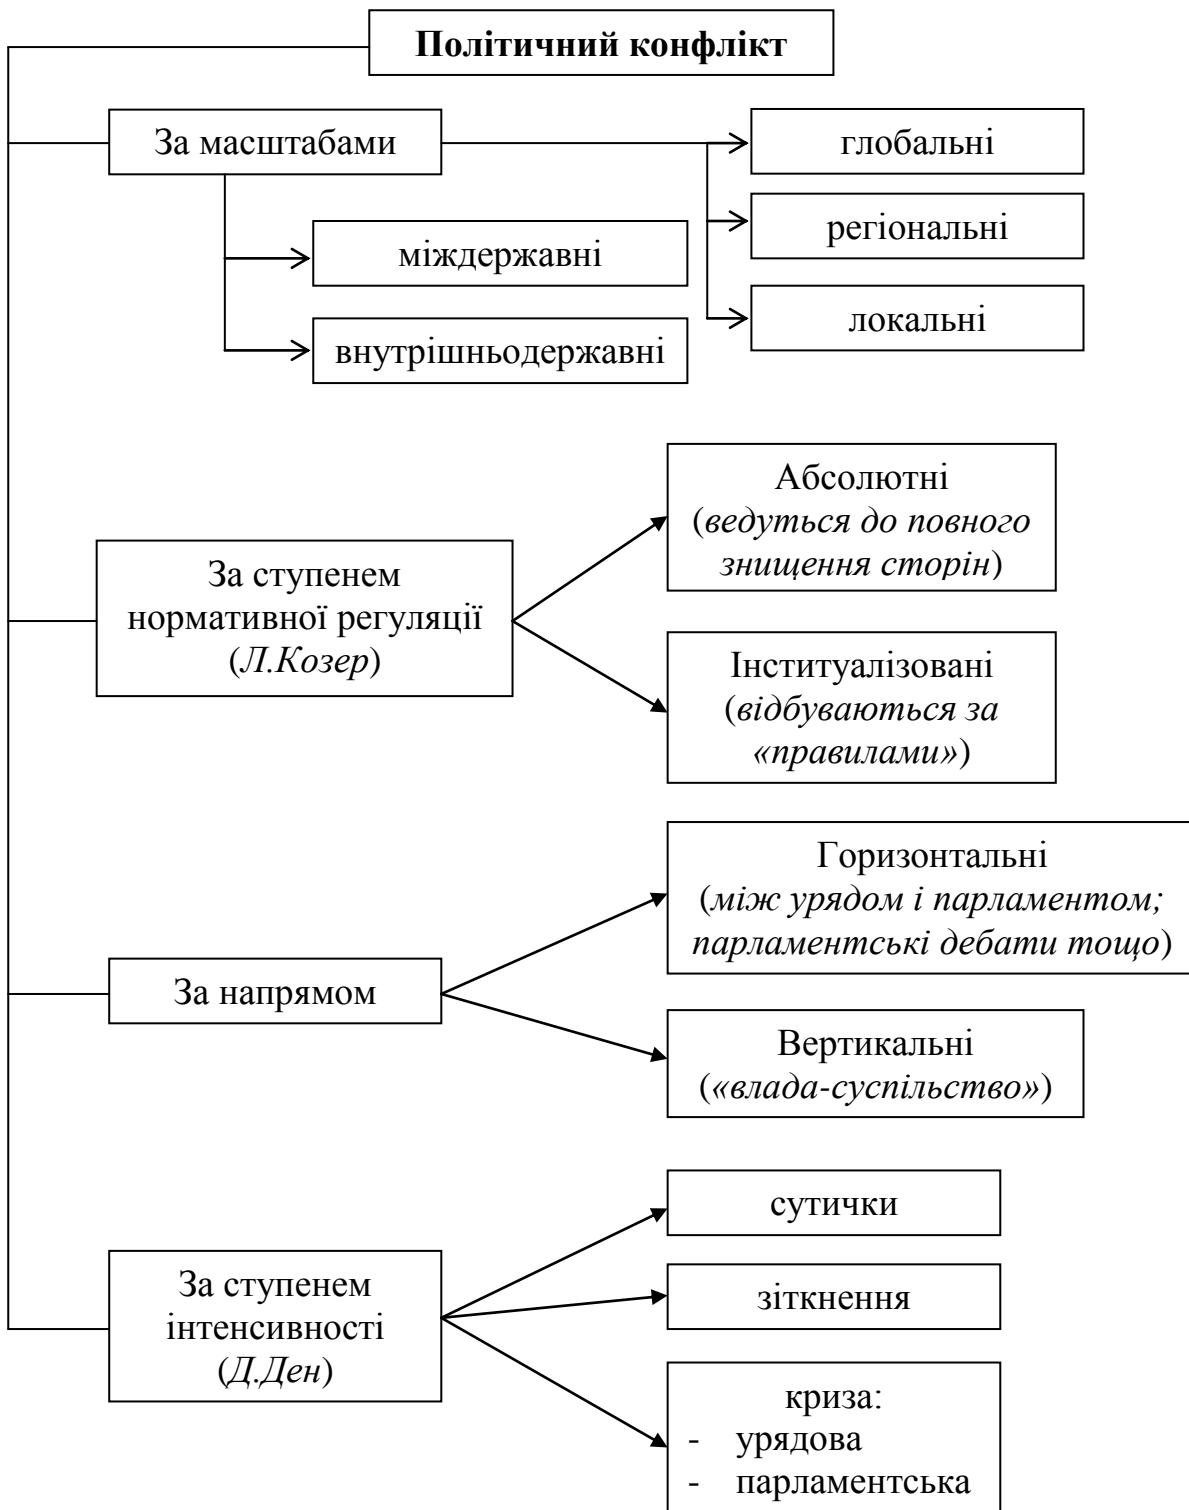 Політичний конфлікт
За масштабами
глобальні
регіональні
міждержавні
локальні
внутрішньодержавні
Абсолютні
(ведуться до повного
знищення сторін)
За ступенем
нормативної регуляції
(Л.Козер)
Інституалізовані
(відбуваються за
«правилами»)
Горизонтальні
(між урядом і парламентом;
парламентські дебати тощо)
За напрямом
Вертикальні
(«влада-суспільство»)
сутички
За ступенем
інтенсивності
(Д.Ден)
зіткнення
криза:
- урядова
- парламентська